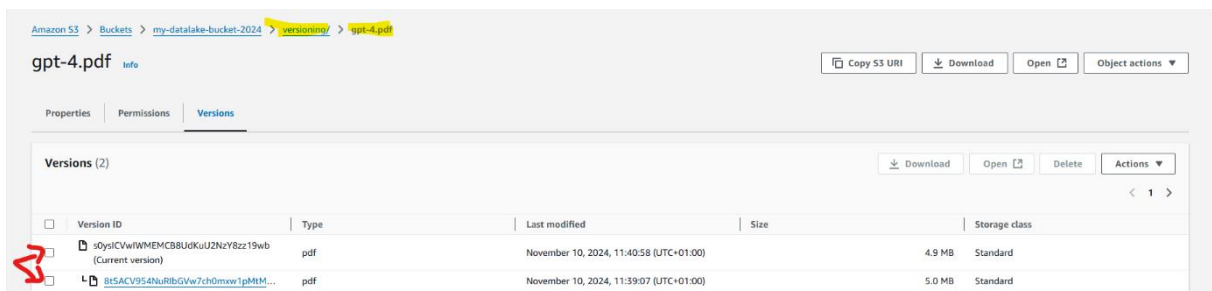 Amazon S3 > Buckets > my-datalake-bucket-2024 > versioning/ > gpt-4.pdf
gpt-4.pdf Info
Copy S3 URI Download Open Object actions
Properties Permissions Versions
Versions (2)
Download Open Delete Actions
< 1 >
Version ID Type Last modified Size Storage class
(Current version) pdf November 10, 2024, 11:40:58 (UTC+01:00) 4.9 MB Standard
pdf November 10, 2024, 11:39:07 (UTC+01:00) 5.0 MB Standard